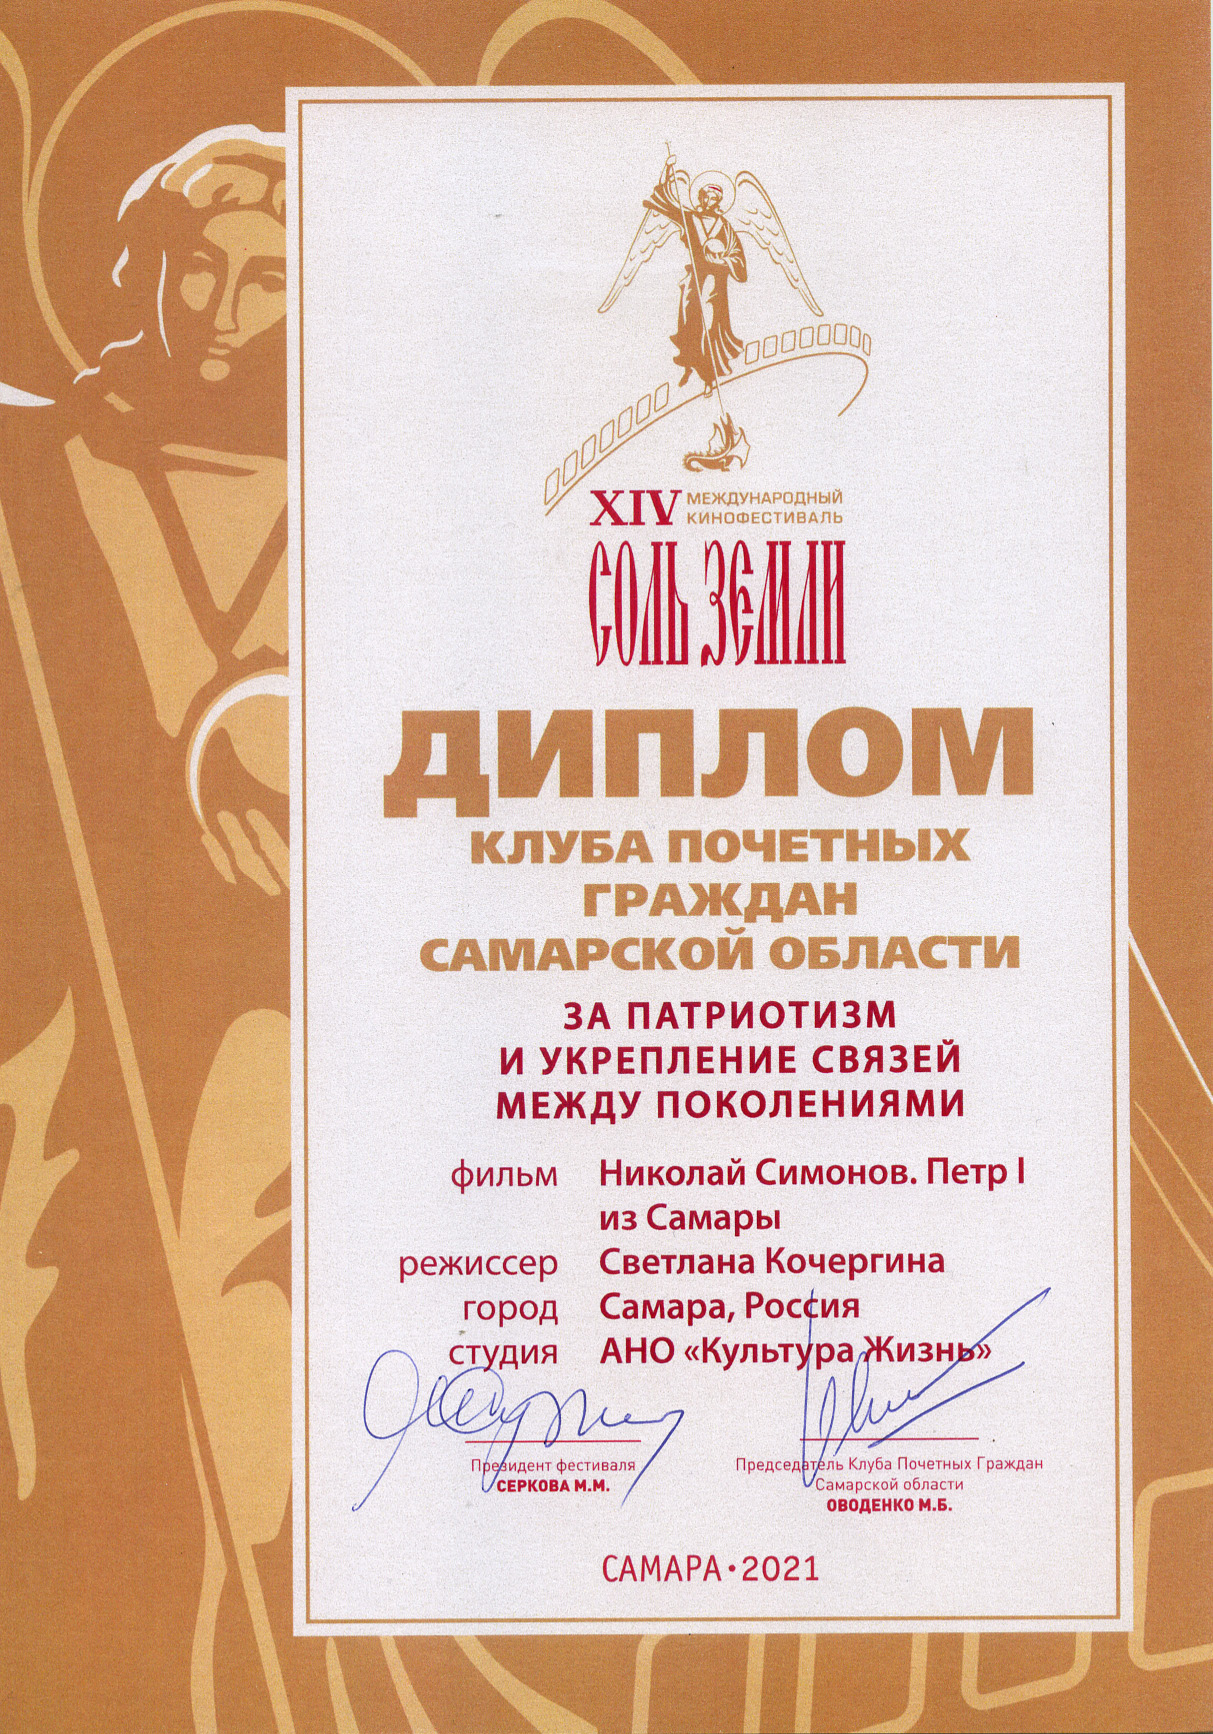 XIV МЕЖДУНАРОДНЫЙ
КИНОФЕСТИВАЛЬ
СОЛЬ ЗЕМЛИ
ДИПЛОМ
КЛУБА ПОЧЕТНЫХ
ГРАЖДАН
САМАРСКОЙ ОБЛАСТИ
ЗА ПАТРИОТИЗМ
И УКРЕПЛЕНИЕ СВЯЗЕЙ
МЕЖДУ ПОКОЛЕНИЯМИ
фильм Николай Симонов. Петр I
из Самары
режиссер Светлана Кочергина
город Самара, Россия
студия АНО «Культура Жизнь»
Президент фестиваля
СЕРКОВА М.М.
Председатель Клуба Почетных Граждан
Самарской области
ОВОДЕНКО М.Б.
САМАРА•2021